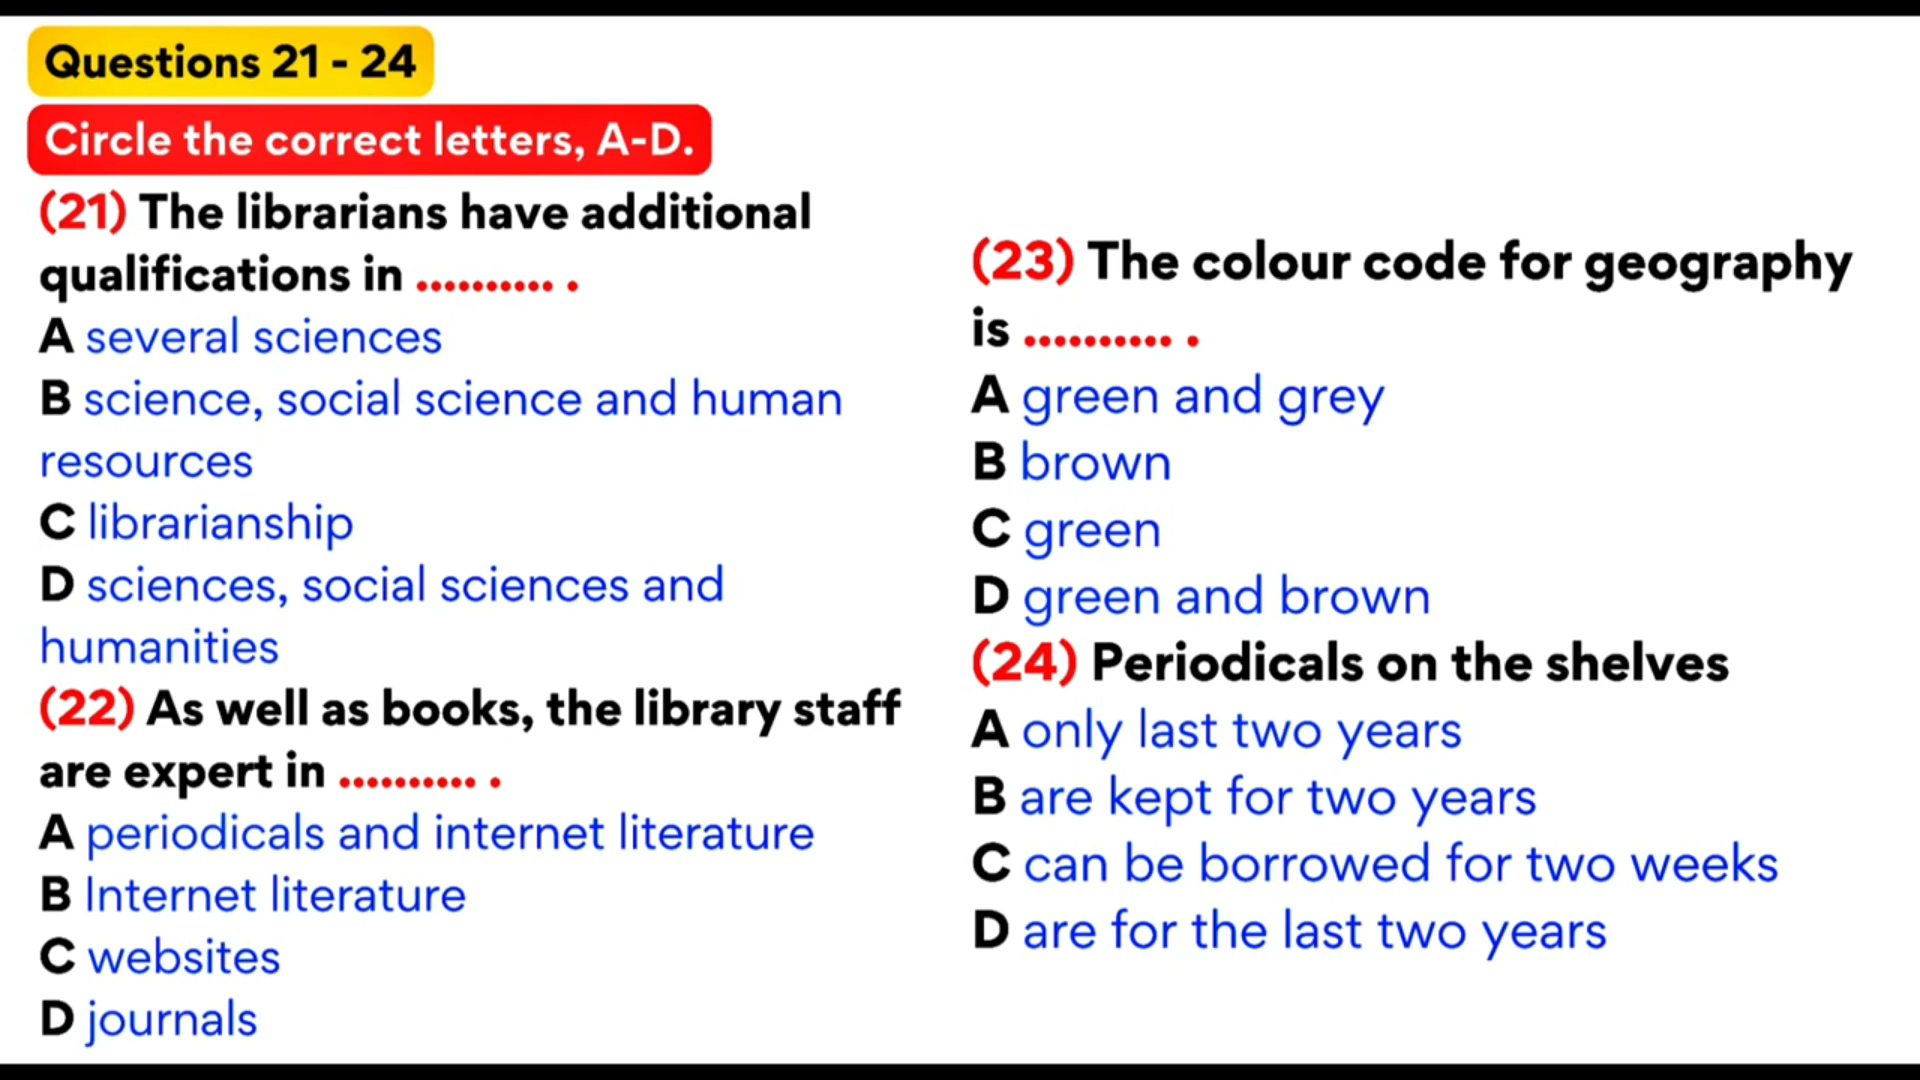 Questions 21 - 24
Circle the correct letters, A-D.
(21) The librarians have additional
qualifications in .......... .
A several sciences
B science, social science and human
resources
C librarianship
D sciences, social sciences and
humanities
(22) As well as books, the library staff
are expert in .......... .
A periodicals and internet literature
B Internet literature
C websites
D journals
(23) The colour code for geography
is .......... .
A green and grey
B brown
C green
D green and brown
(24) Periodicals on the shelves
A only last two years
B are kept for two years
C can be borrowed for two weeks
D are for the last two years